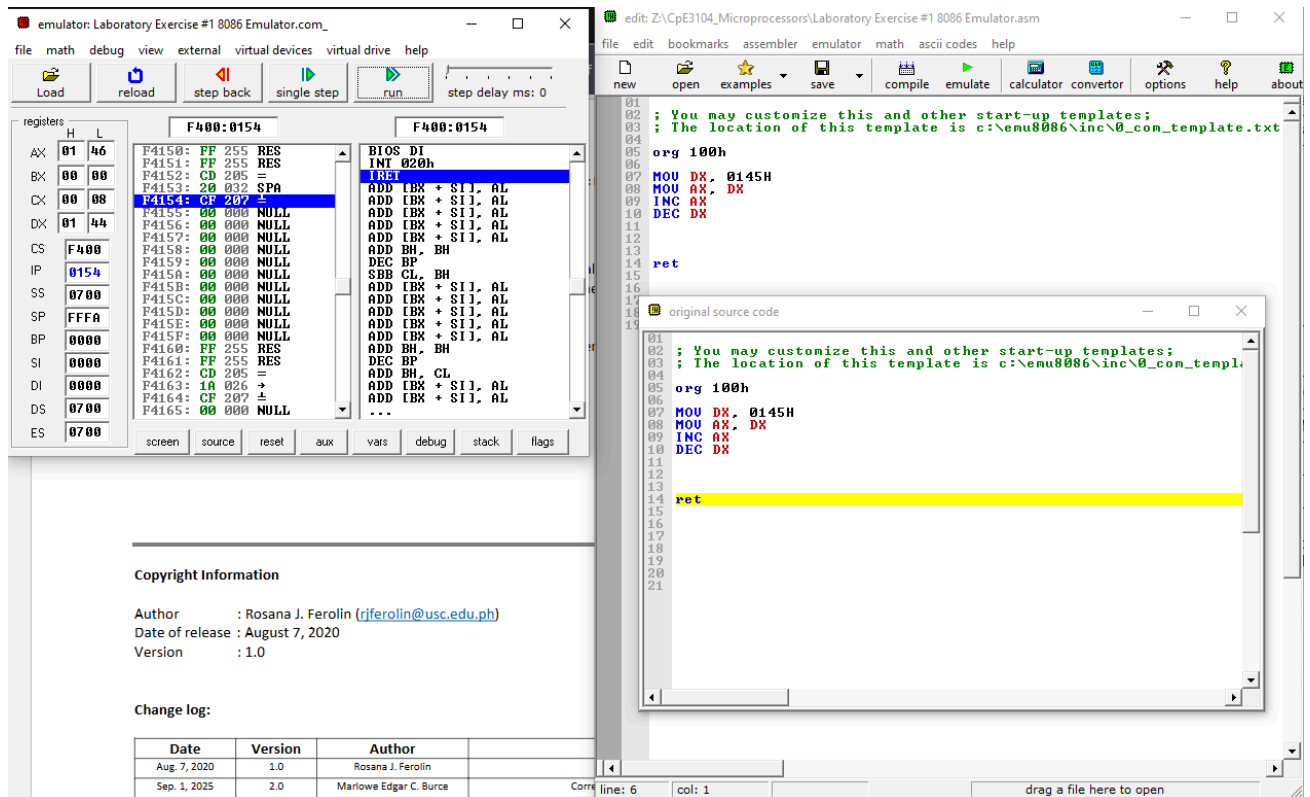 emulator: Laboratory Exercise #1 8086 Emulator.com_
file math debug view external virtual devices virtual drive help
Load reload step back single step run step delay ms: 0
registers
H L
F400:0154 F400:0154
AX 01 46
BX 00 00
CX 00 08
DX 01 44
CS F400
IP 0154
SS 0700
SP FFFA
BP 0000
SI 0000
DI 0000
DS 0700
ES 0700
F4150: FF 255 RES
F4151: FF 255 RES
F4152: CD 205 =
F4153: 20 032 SPA
F4154: CF 207 ╧
F4155: 00 000 NULL
F4156: 00 000 NULL
F4157: 00 000 NULL
F4158: 00 000 NULL
F4159: 00 000 NULL
F415A: 00 000 NULL
F415B: 00 000 NULL
F415C: 00 000 NULL
F415D: 00 000 NULL
F415E: 00 000 NULL
F415F: 00 000 NULL
F4160: FF 255 RES
F4161: FF 255 RES
F4162: CD 205 =
F4163: 1A 026 →
F4164: CF 207 ╧
F4165: 00 000 NULL
BIOS DI
INT 020h
IRET
ADD [BX + SI], AL
ADD [BX + SI], AL
ADD [BX + SI], AL
ADD [BX + SI], AL
ADD [BX + SI], AL
ADD BH, BH
DEC BP
SBB CL, BH
ADD [BX + SI], AL
ADD [BX + SI], AL
ADD [BX + SI], AL
ADD [BX + SI], AL
ADD [BX + SI], AL
ADD BH, BH
DEC BP
ADD BH, CL
ADD [BX + SI], AL
ADD [BX + SI], AL
...
screen source reset aux vars debug stack flags
Copyright Information
Author : Rosana J. Ferolin (rjferolin@usc.edu.ph)
Date of release : August 7, 2020
Version : 1.0
Change log:
Date Version Author
Aug. 7, 2020 1.0 Rosana J. Ferolin
Sep. 1, 2025 2.0 Marlowe Edgar C. Burce Corre
edit: Z:\CpE3104_Microprocessors\Laboratory Exercise #1 8086 Emulator.asm
file edit bookmarks assembler emulator math ascii codes help
new open examples save compile emulate calculator convertor options help about
01
02 ; You may customize this and other start-up templates;
03 ; The location of this template is c:\emu8086\inc\0_com_template.txt
04
05 org 100h
06
07 MOV DX, 0145H
08 MOV AX, DX
09 INC AX
10 DEC DX
11
12
13
14 ret
15
16
17
18
19
original source code
01
02 ; You may customize this and other start-up templates;
03 ; The location of this template is c:\emu8086\inc\0_com_templa
04
05 org 100h
06
07 MOV DX, 0145H
08 MOV AX, DX
09 INC AX
10 DEC DX
11
12
13
14 ret
15
16
17
18
19
20
21
line: 6 col: 1 drag a file here to open